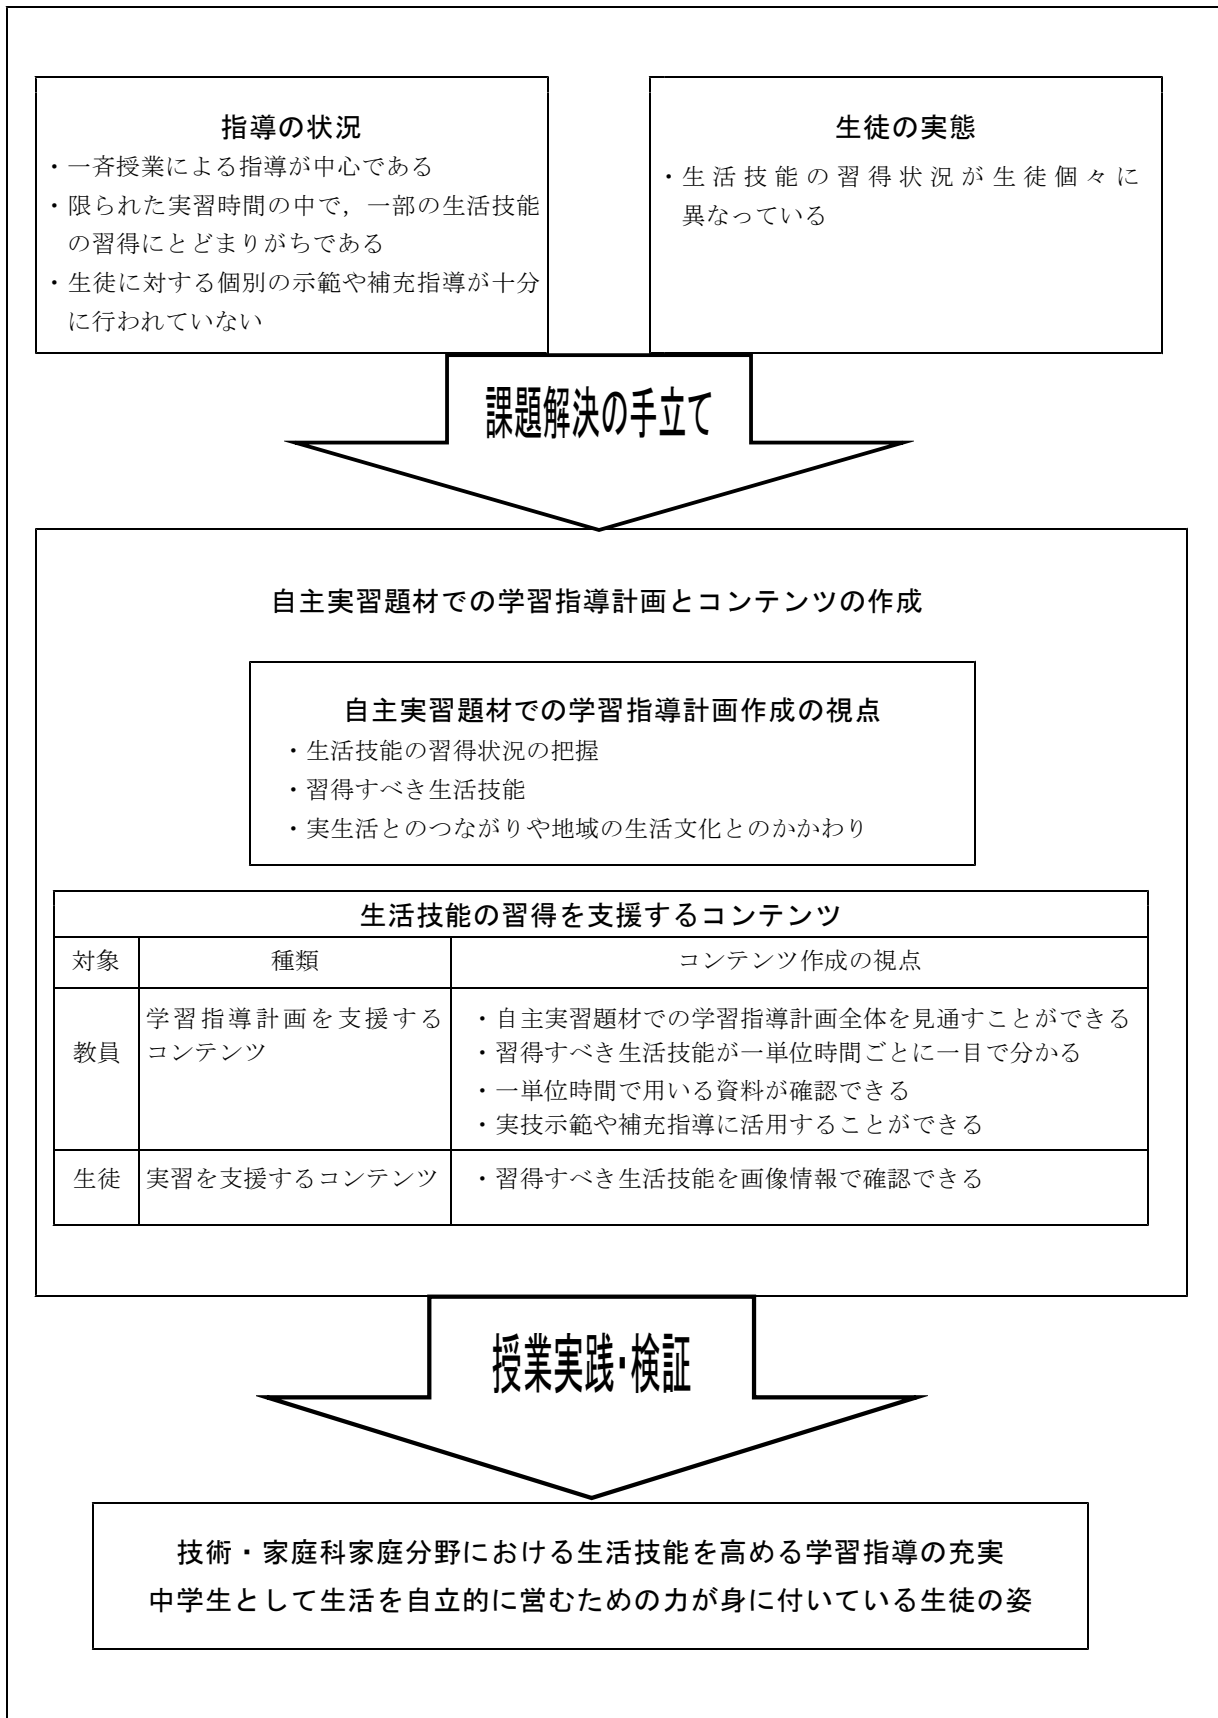 指導の状況
・一斉授業による指導が中心である
・限られた実習時間の中で，一部の生活技能
の習得にとどまりがちである
・生徒に対する個別の示範や補充指導が十分
に行われていない
生徒の実態
・生活技能の習得状況が生徒個々に
異なっている
課題解決の手立て
自主実習題材での学習指導計画とコンテンツの作成
自主実習題材での学習指導計画作成の視点
・生活技能の習得状況の把握
・習得すべき生活技能
・実生活とのつながりや地域の生活文化とのかかわり
生活技能の習得を支援するコンテンツ
対象 種類 コンテンツ作成の視点
教員
学習指導計画を支援する
コンテンツ
・自主実習題材での学習指導計画全体を見通すことができる
・習得すべき生活技能が一単位時間ごとに一目で分かる
・一単位時間で用いる資料が確認できる
・実技示範や補充指導に活用することができる
生徒 実習を支援するコンテンツ ・習得すべき生活技能を画像情報で確認できる
授業実践・検証
技術・家庭科家庭分野における生活技能を高める学習指導の充実
中学生として生活を自立的に営むための力が身に付いている生徒の姿